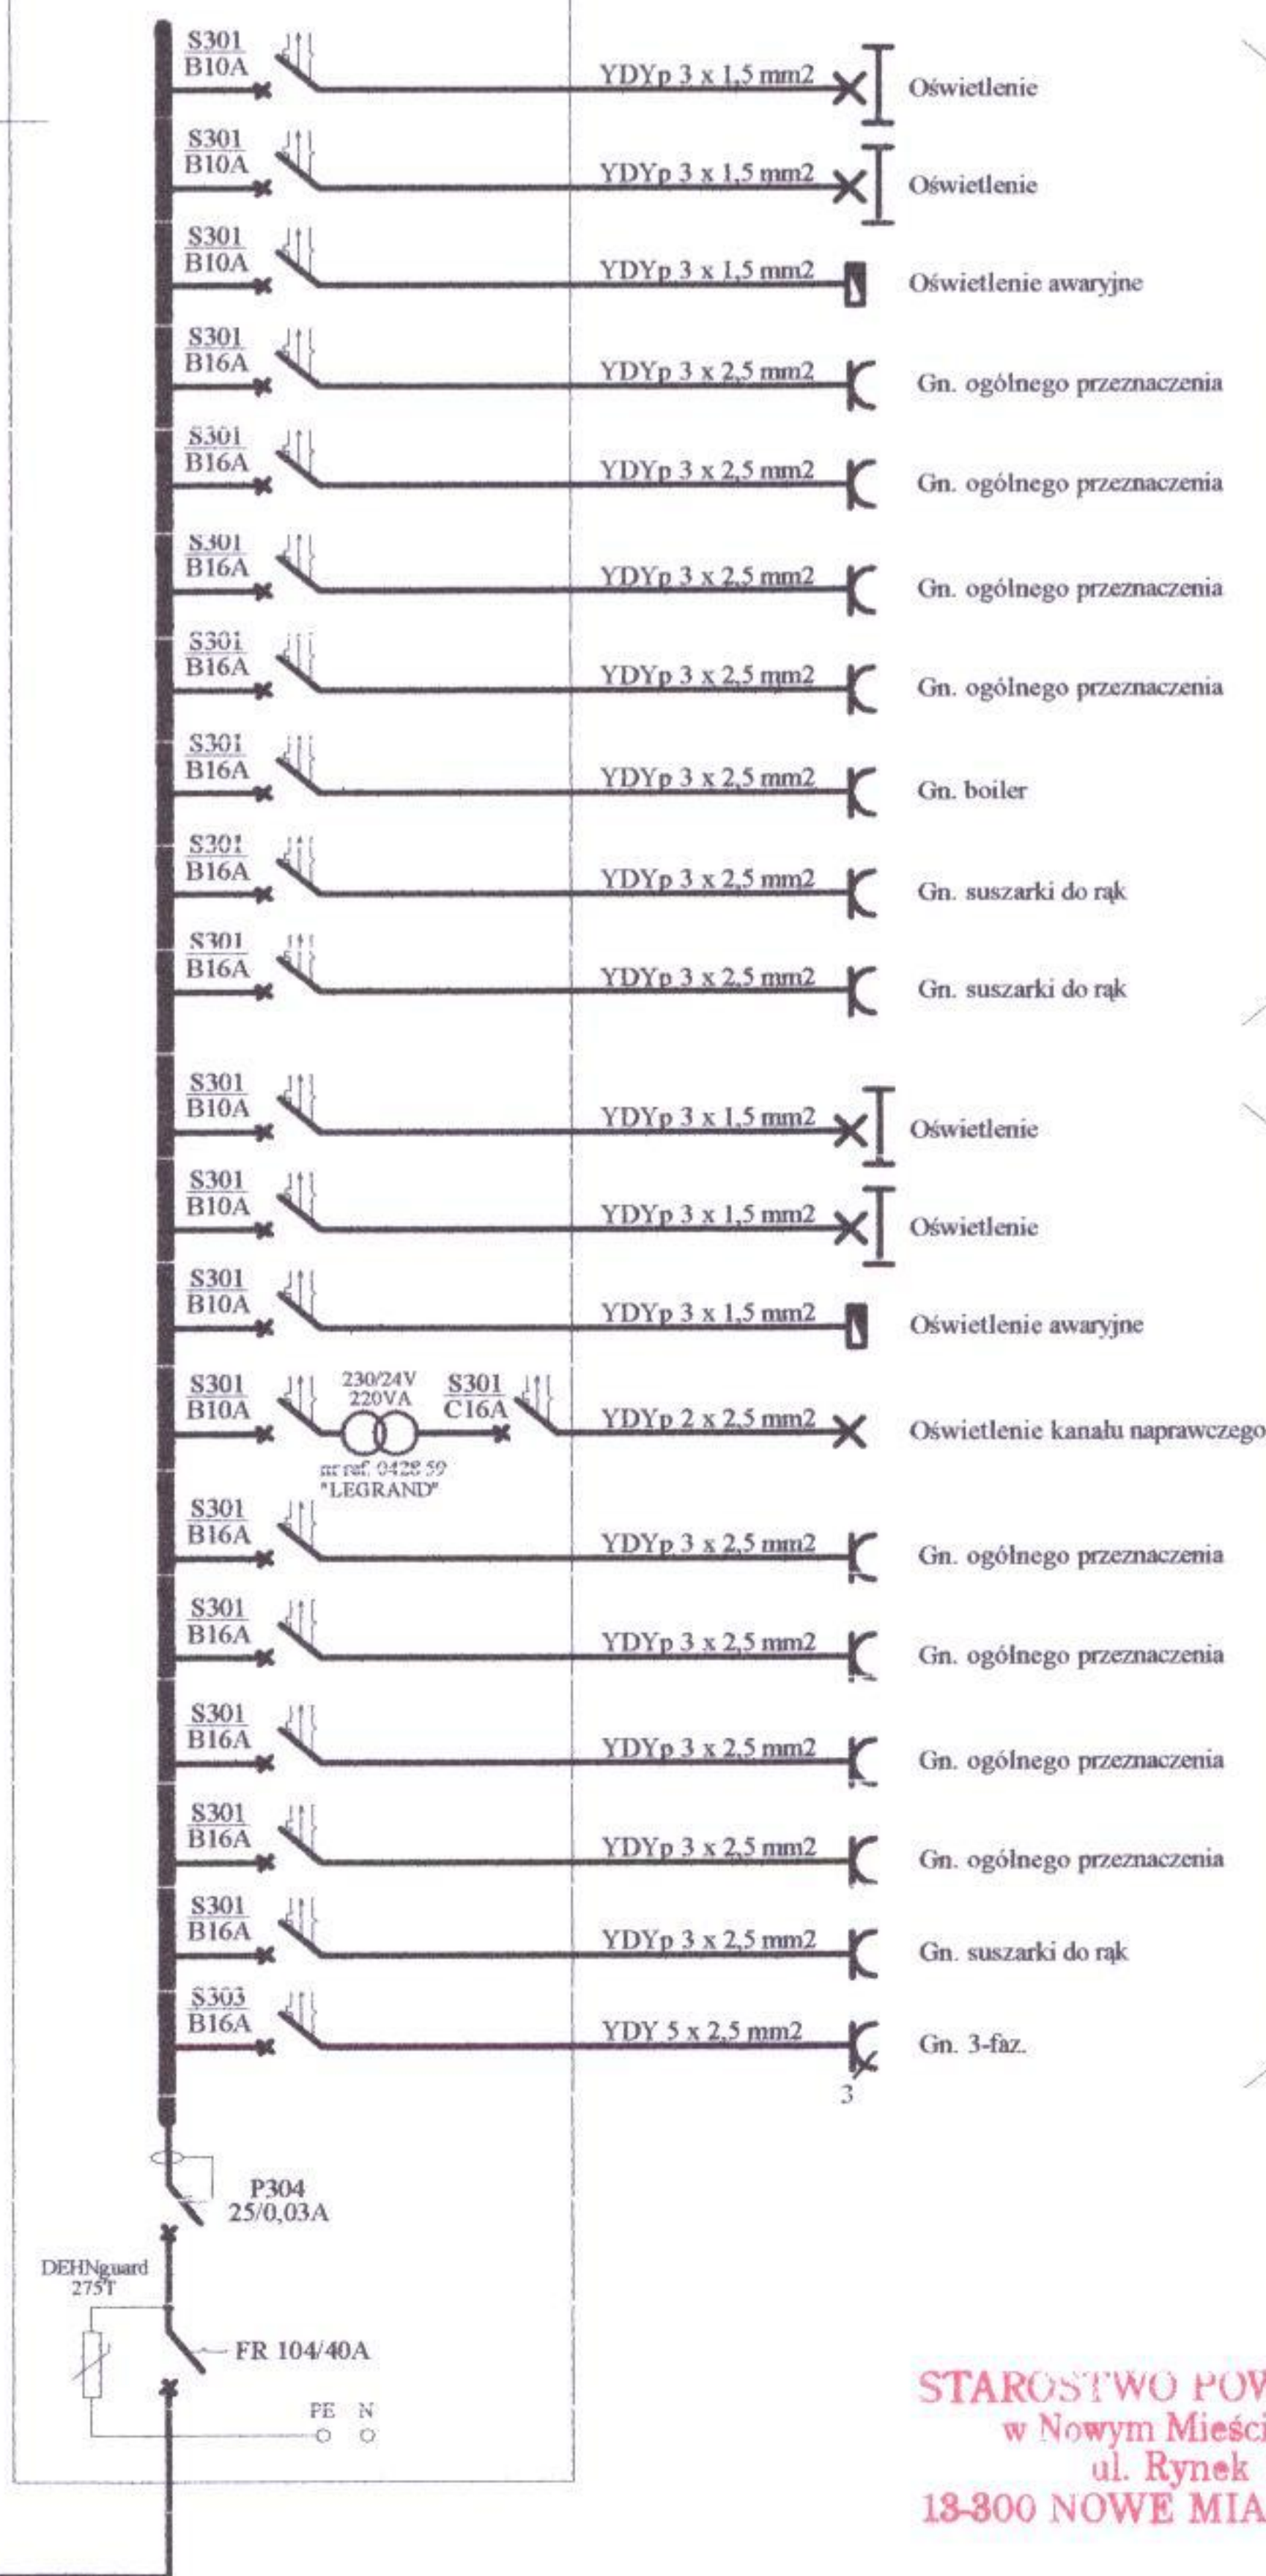 S301
B10A
YDYp 3 x 1,5 mm2
Oświetlenie
S301
B10A
YDYp 3 x 1,5 mm2
Oświetlenie
S301
B10A
YDYp 3 x 1,5 mm2
Oświetlenie awaryjne
S301
B16A
YDYp 3 x 2,5 mm2
Gn. ogólnego przeznaczenia
S301
B16A
YDYp 3 x 2,5 mm2
Gn. ogólnego przeznaczenia
S301
B16A
YDYp 3 x 2,5 mm2
Gn. ogólnego przeznaczenia
S301
B16A
YDYp 3 x 2,5 mm2
Gn. ogólnego przeznaczenia
S301
B16A
YDYp 3 x 2,5 mm2
Gn. boiler
S301
B16A
YDYp 3 x 2,5 mm2
Gn. suszarki do rąk
S301
B16A
YDYp 3 x 2,5 mm2
Gn. suszarki do rąk
S301
B10A
YDYp 3 x 1,5 mm2
Oświetlenie
S301
B10A
YDYp 3 x 1,5 mm2
Oświetlenie
S301
B10A
YDYp 3 x 1,5 mm2
Oświetlenie awaryjne
S301
B10A
230/24V
220VA
nr ref. 0428 59
"LEGRAND"
S301
C16A
YDYp 2 x 2,5 mm2
Oświetlenie kanału naprawczego
S301
B16A
YDYp 3 x 2,5 mm2
Gn. ogólnego przeznaczenia
S301
B16A
YDYp 3 x 2,5 mm2
Gn. ogólnego przeznaczenia
S301
B16A
YDYp 3 x 2,5 mm2
Gn. ogólnego przeznaczenia
S301
B16A
YDYp 3 x 2,5 mm2
Gn. ogólnego przeznaczenia
S301
B16A
YDYp 3 x 2,5 mm2
Gn. suszarki do rąk
S303
B16A
YDY 5 x 2,5 mm2
Gn. 3-faz.
3
P304
25/0,03A
DEHNguard
275T
FR 104/40A
PE N
STAROSTWO POW
w Nowym Mieści
ul. Rynek
13-300 NOWE MIA